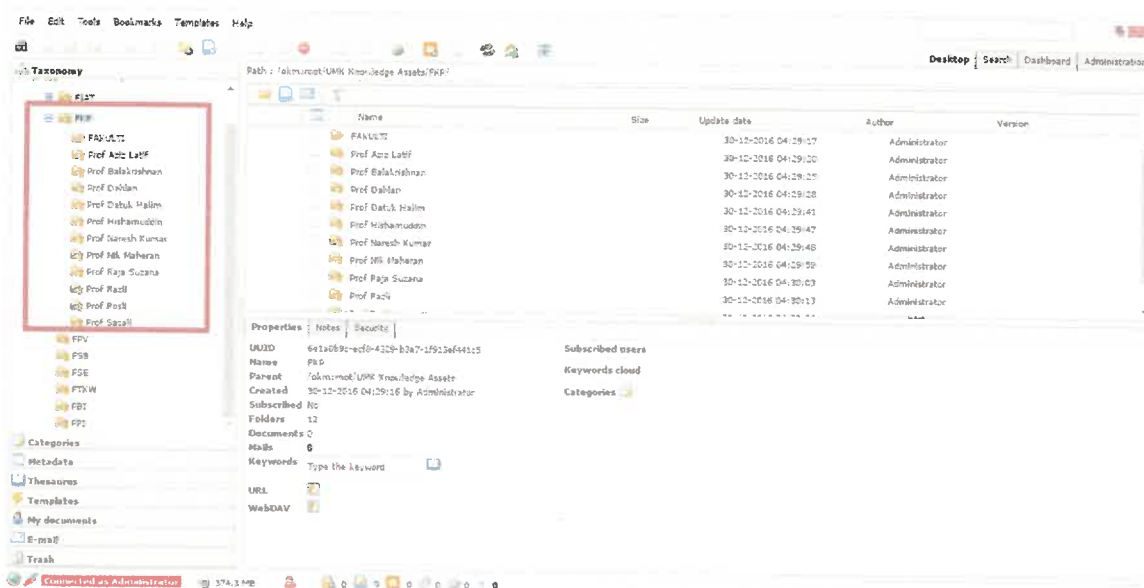 File Edit Tools Bookmarks Templates Help
Desktop Search Dashboard Administration
Taxonomy
Path : /okm:root/UMK Knowledge Assets/FKP/
FIAT
FKP
FAKULTI
Prof Aziz Latif
Prof Balakrishnan
Prof Dahlan
Prof Datuk Halim
Prof Hishamuddin
Prof Naresh Kumar
Prof Nik Maheran
Prof Raja Suzana
Prof Razli
Prof Rosli
Prof Sazali
FPV
FSB
FSE
FTKW
FBI
FPI
Categories
Metadata
Thesaurus
Templates
My documents
E-mail
Trash
Name Size Update date Author Version
FAKULTI 30-12-2016 04:29:17 Administrator
Prof Aziz Latif 30-12-2016 04:29:20 Administrator
Prof Balakrishnan 30-12-2016 04:29:25 Administrator
Prof Dahlan 30-12-2016 04:29:28 Administrator
Prof Datuk Halim 30-12-2016 04:29:41 Administrator
Prof Hishamuddin 30-12-2016 04:29:47 Administrator
Prof Naresh Kumar 30-12-2016 04:29:48 Administrator
Prof Nik Maheran 30-12-2016 04:29:59 Administrator
Prof Raja Suzana 30-12-2016 04:30:03 Administrator
Prof Razli 30-12-2016 04:30:13 Administrator
Properties Notes Security
UUID
Name FKP
Parent /okm:root/UMK Knowledge Assets
Created 30-12-2016 04:29:16 by Administrator
Subscribed No
Folders 12
Documents 0
Mails 0
Keywords Type the keyword
URL
WebDAV
Subscribed users
Keywords cloud
Categories
Connected as Administrator 374.3 MB 0 0 0 0 0 0